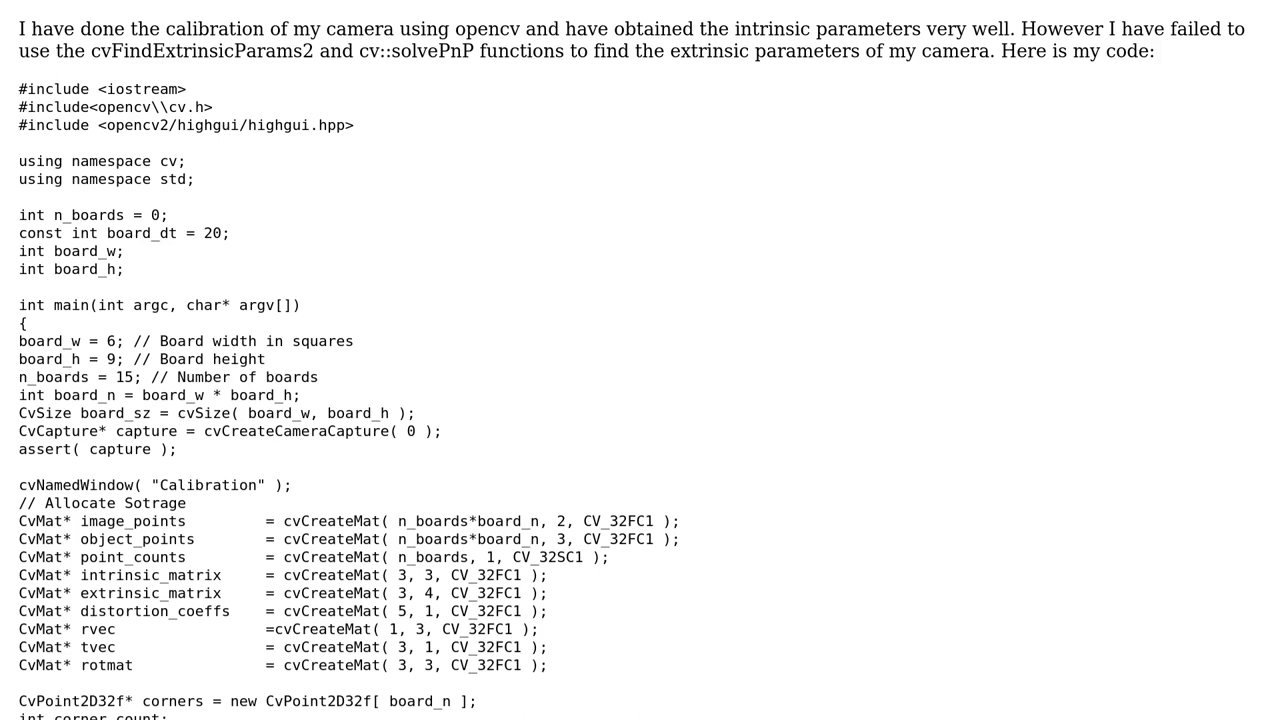 I have done the calibration of my camera using opencv and have obtained the intrinsic parameters very well. However I have failed to
use the cvFindExtrinsicParams2 and cv::solvePnP functions to find the extrinsic parameters of my camera. Here is my code:
#include <iostream>
#include<opencv\\cv.h>
#include <opencv2/highgui/highgui.hpp>
using namespace cv;
using namespace std;
int n_boards = 0;
const int board_dt = 20;
int board_w;
int board_h;
int main(int argc, char* argv[])
{
board_w = 6; // Board width in squares
board_h = 9; // Board height
n_boards = 15; // Number of boards
int board_n = board_w * board_h;
CvSize board_sz = cvSize( board_w, board_h );
CvCapture* capture = cvCreateCameraCapture( 0 );
assert( capture );
cvNamedWindow( "Calibration" );
// Allocate Sotrage
CvMat* image_points         = cvCreateMat( n_boards*board_n, 2, CV_32FC1 );
CvMat* object_points        = cvCreateMat( n_boards*board_n, 3, CV_32FC1 );
CvMat* point_counts         = cvCreateMat( n_boards, 1, CV_32SC1 );
CvMat* intrinsic_matrix     = cvCreateMat( 3, 3, CV_32FC1 );
CvMat* extrinsic_matrix     = cvCreateMat( 3, 4, CV_32FC1 );
CvMat* distortion_coeffs    = cvCreateMat( 5, 1, CV_32FC1 );
CvMat* rvec                 =cvCreateMat( 1, 3, CV_32FC1 );
CvMat* tvec                 = cvCreateMat( 3, 1, CV_32FC1 );
CvMat* rotmat               = cvCreateMat( 3, 3, CV_32FC1 );
CvPoint2D32f* corners = new CvPoint2D32f[ board_n ];
int corner_count;